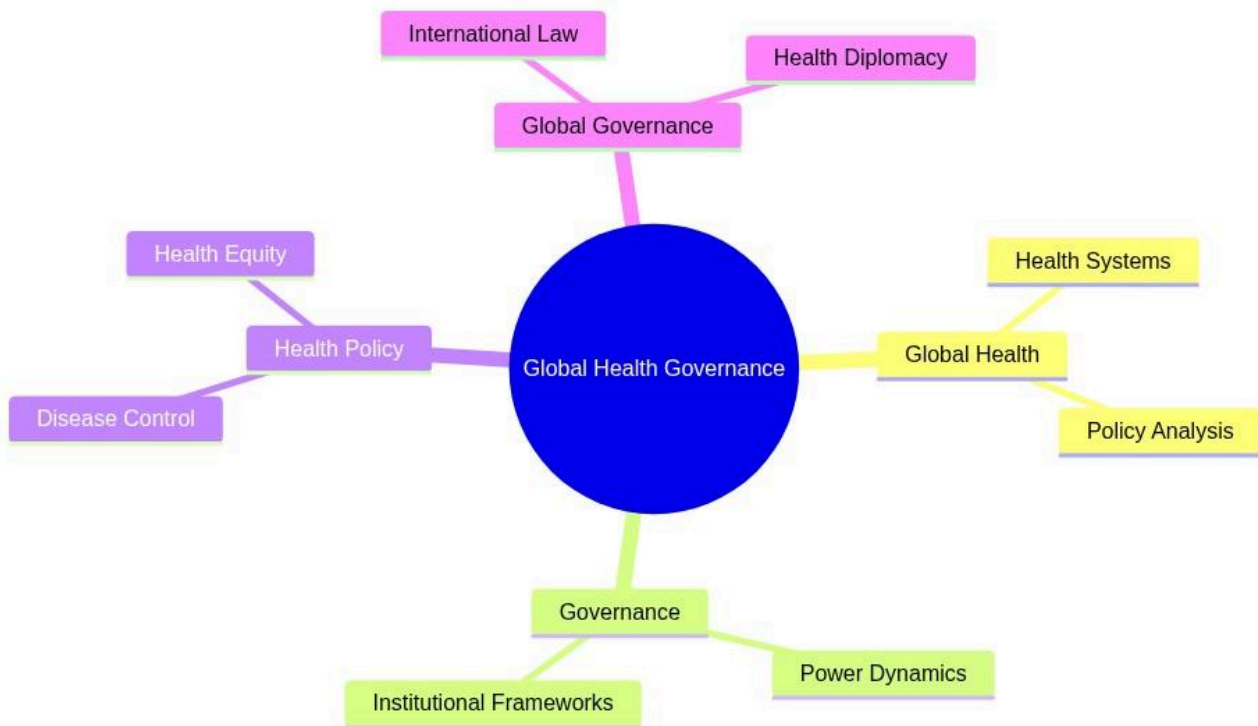 International Law
Health Diplomacy
Global Governance
Health Equity
Health Systems
Health Policy
Global Health
Global Health Governance
Disease Control
Policy Analysis
Governance
Power Dynamics
Institutional Frameworks